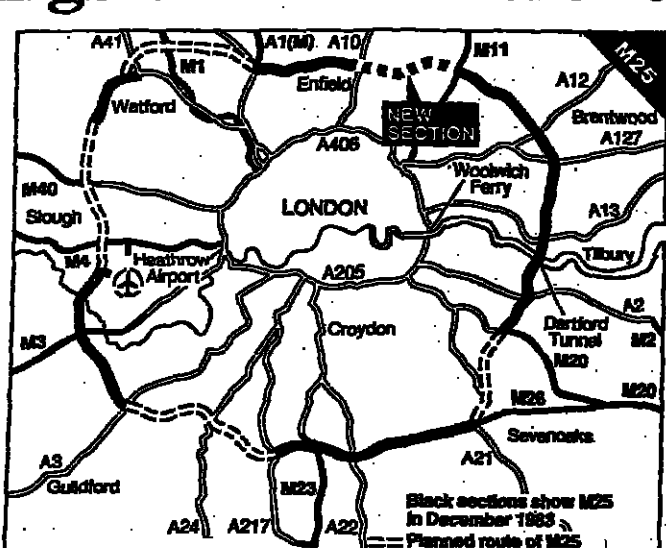 A41
A1(M)
A10
M11
M25
M1
Enfield
A12
Watford
NEW
SECTION
Brentwood
A127
A406
Woolwich
Ferry
M40
Slough
LONDON
A13
M4
Heathrow
Airport
Tilbury
A205
A2
M2
Croydon
Dartford
Tunnel
M3
M20
M26
M20
Sevenoaks
A21
A3
Guildford
M23
A24
A217
A22
Black sections show M25
in December 1983
Planned route of M25